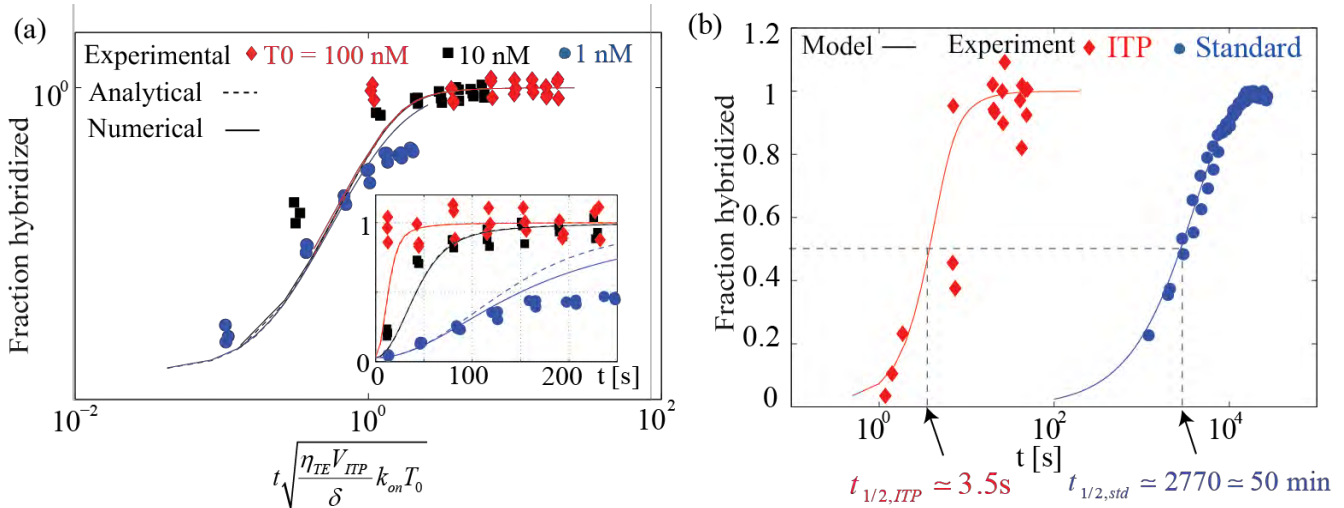 (a)
Experimental T0 = 100 nM 10 nM 1 nM
Analytical
Numerical
Fraction hybridized
10^0
1
0
0 100 200 t [s]
10^-2 10^0 10^2
t√(η_TE V_ITP / δ k_on T_0)
(b)
Model Experiment ITP Standard
Fraction hybridized
1.2
1
0.8
0.6
0.4
0.2
0
10^0 10^2 10^4
t [s]
t_1/2,ITP ≃ 3.5s t_1/2,std ≃ 2770 ≃ 50 min